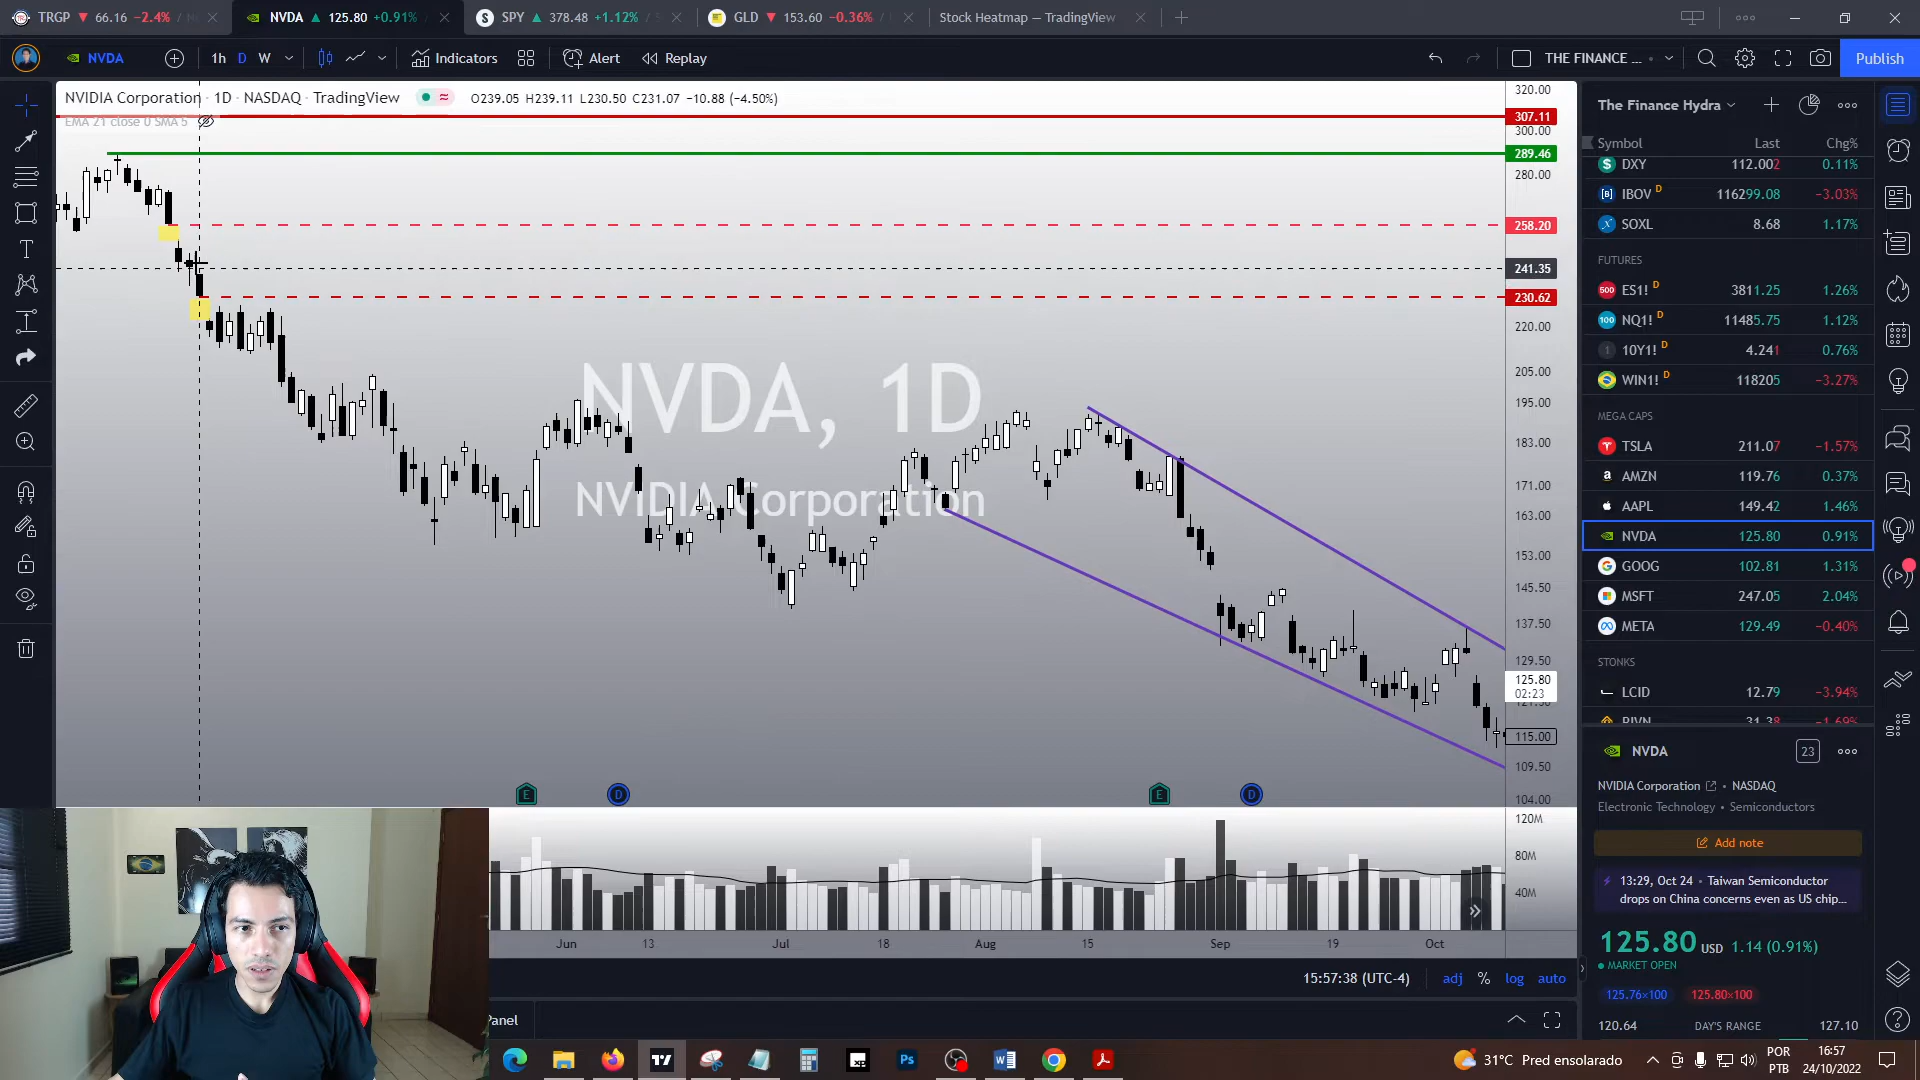 TRGP ▼ 66.16 −2.4%
NVDA ▲ 125.80 +0.91%
SPY ▲ 378.48 +1.12%
GLD ▼ 153.60 −0.36%
Stock Heatmap — TradingView
NVDA
1h D W
Indicators
Alert
Replay
THE FINANCE ...
Publish
NVIDIA Corporation · 1D · NASDAQ · TradingView
O239.05 H239.11 L230.50 C231.07 −10.88 (−4.50%)
EMA 21 close 0 SMA 5
NVDA, 1D
NVIDIA Corporation
320.00
307.11
300.00
289.46
280.00
258.20
241.35
230.62
220.00
205.00
195.00
183.00
171.00
163.00
153.00
145.50
137.50
129.50
125.80
02:23
115.00
109.50
104.00
E
D
E
D
120M
80M
40M
Jun
13
Jul
18
Aug
15
Sep
19
Oct
15:57:38 (UTC-4)
adj % log auto
Panel
The Finance Hydra
Symbol Last Chg%
DXY 112.002 0.11%
IBOV D 116299.08 −3.03%
SOXL 8.68 1.17%
FUTURES
ES1! D 3811.25 1.26%
NQ1! D 11485.75 1.12%
10Y1! D 4.241 0.76%
WIN1! D 118205 −3.27%
MEGA CAPS
TSLA 211.07 −1.57%
AMZN 119.76 0.37%
AAPL 149.42 1.46%
NVDA 125.80 0.91%
GOOG 102.81 1.31%
MSFT 247.05 2.04%
META 129.49 −0.40%
STONKS
LCID 12.79 −3.94%
RIVN 31.38 −1.69%
NVDA
23
NVIDIA Corporation • NASDAQ
Electronic Technology • Semiconductors
Add note
13:29, Oct 24 • Taiwan Semiconductor
drops on China concerns even as US chip...
125.80 USD 1.14 (0.91%)
MARKET OPEN
125.76×100 125.80×100
120.64 DAY'S RANGE 127.10
31°C Pred ensolarado
POR
PTB
16:57
24/10/2022